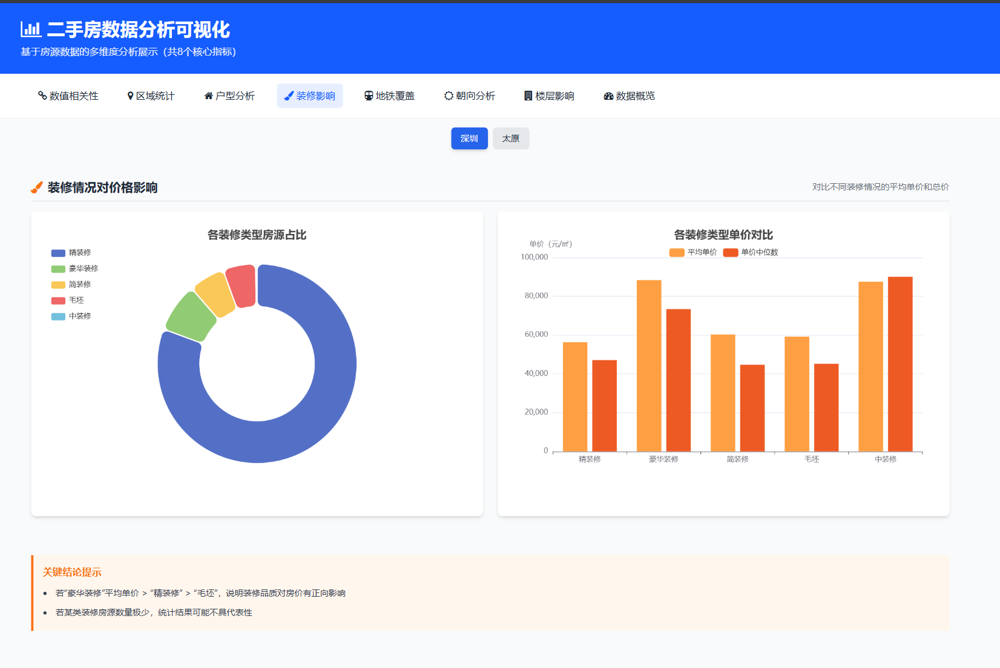 二手房数据分析可视化
基于房源数据的多维度分析展示（共8个核心指标）
数值相关性
区域统计
户型分析
装修影响
地铁覆盖
朝向分析
楼层影响
数据概览
深圳
太原
装修情况对价格影响
对比不同装修情况的平均单价和总价
各装修类型房源占比
精装修
豪华装修
简装修
毛坯
中装修
各装修类型单价对比
单价（元/㎡）
平均单价
单价中位数
100,000
80,000
60,000
40,000
20,000
0
精装修
豪华装修
简装修
毛坯
中装修
关键结论提示
若“豪华装修”平均单价 > “精装修” > “毛坯”，说明装修品质对房价有正向影响
若某类装修房源数量极少，统计结果可能不具代表性